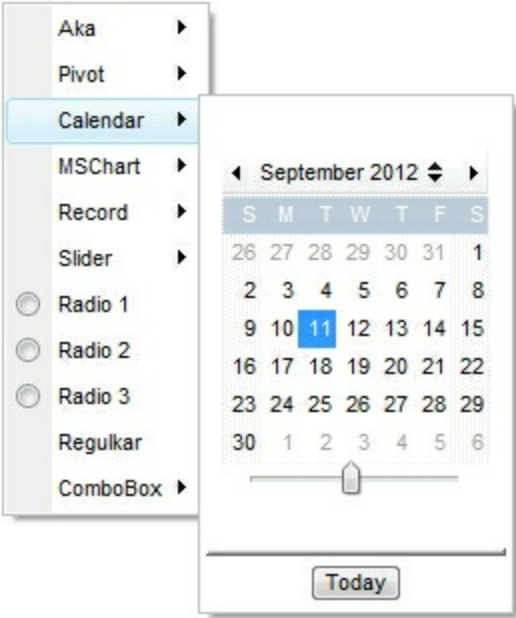 Aka
Pivot
Calendar
MSChart
Record
Slider
Radio 1
Radio 2
Radio 3
Regulkar
ComboBox
September 2012
S M T W T F S
26 27 28 29 30 31 1
2 3 4 5 6 7 8
9 10 11 12 13 14 15
16 17 18 19 20 21 22
23 24 25 26 27 28 29
30 1 2 3 4 5 6
Today